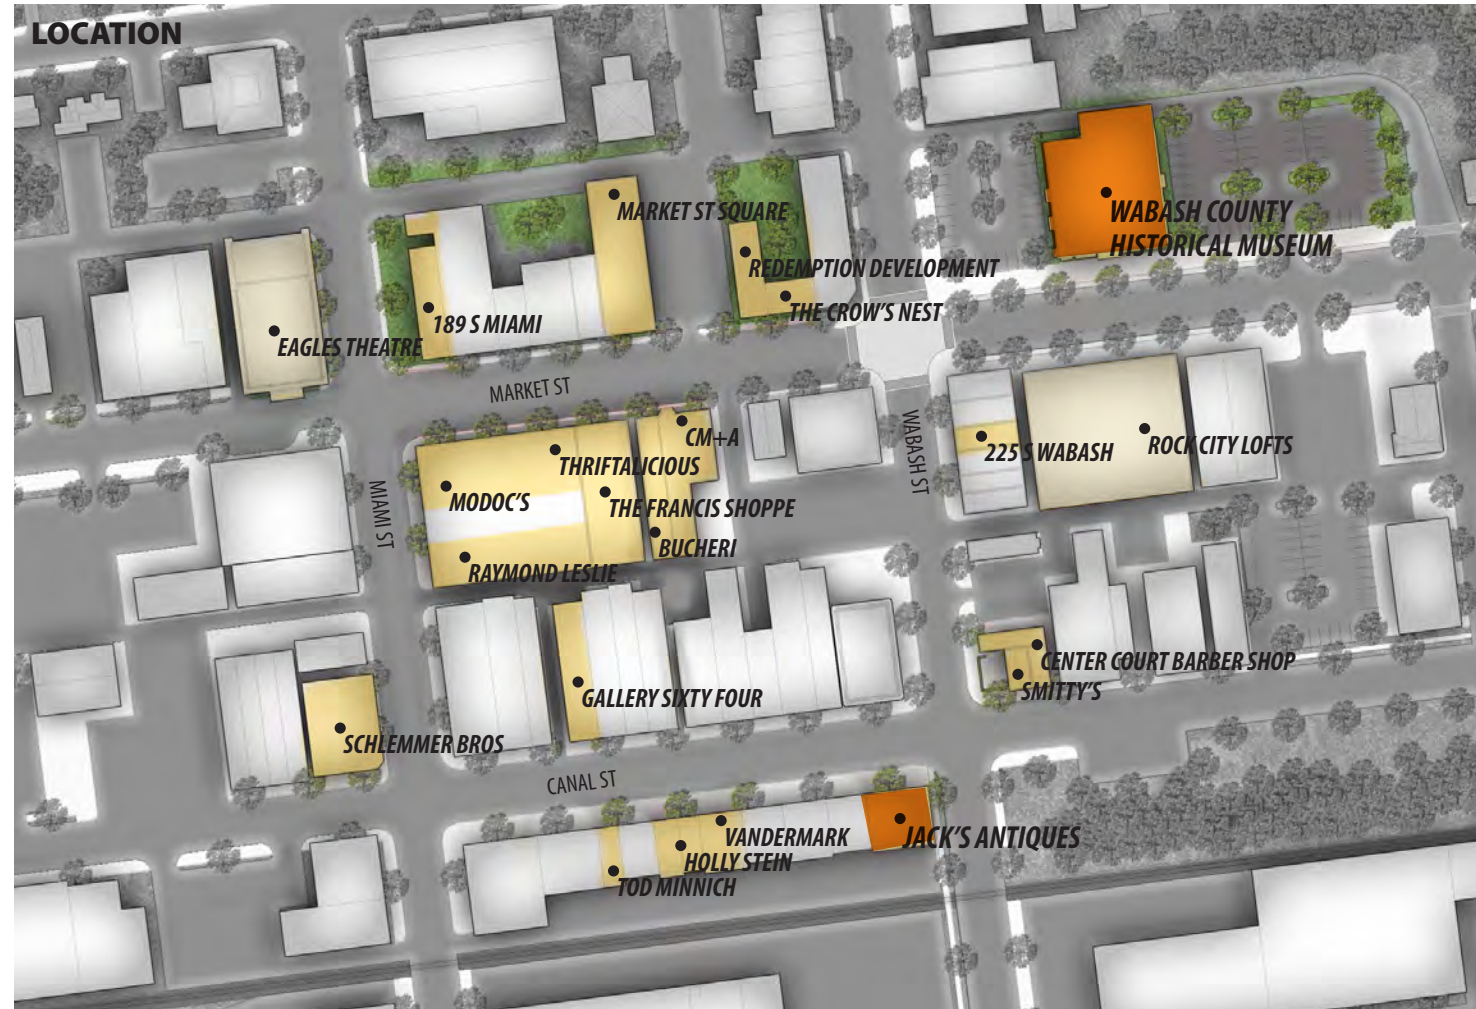 LOCATION
MARKET ST SQUARE
WABASH COUNTY
HISTORICAL MUSEUM
REDEMPTION DEVELOPMENT
THE CROW'S NEST
189 S MIAMI
EAGLES THEATRE
MARKET ST
WABASH ST
CM+A
225 S WABASH
ROCK CITY LOFTS
THRIFTALICIOUS
MODOC'S
THE FRANCIS SHOPPE
MIAMI ST
BUCHERI
RAYMOND LESLIE
CENTER COURT BARBER SHOP
SMITTY'S
GALLERY SIXTY FOUR
SCHLEMMER BROS
CANAL ST
VANDERMARK
JACK'S ANTIQUES
HOLLY STEIN
TOD MINNICH